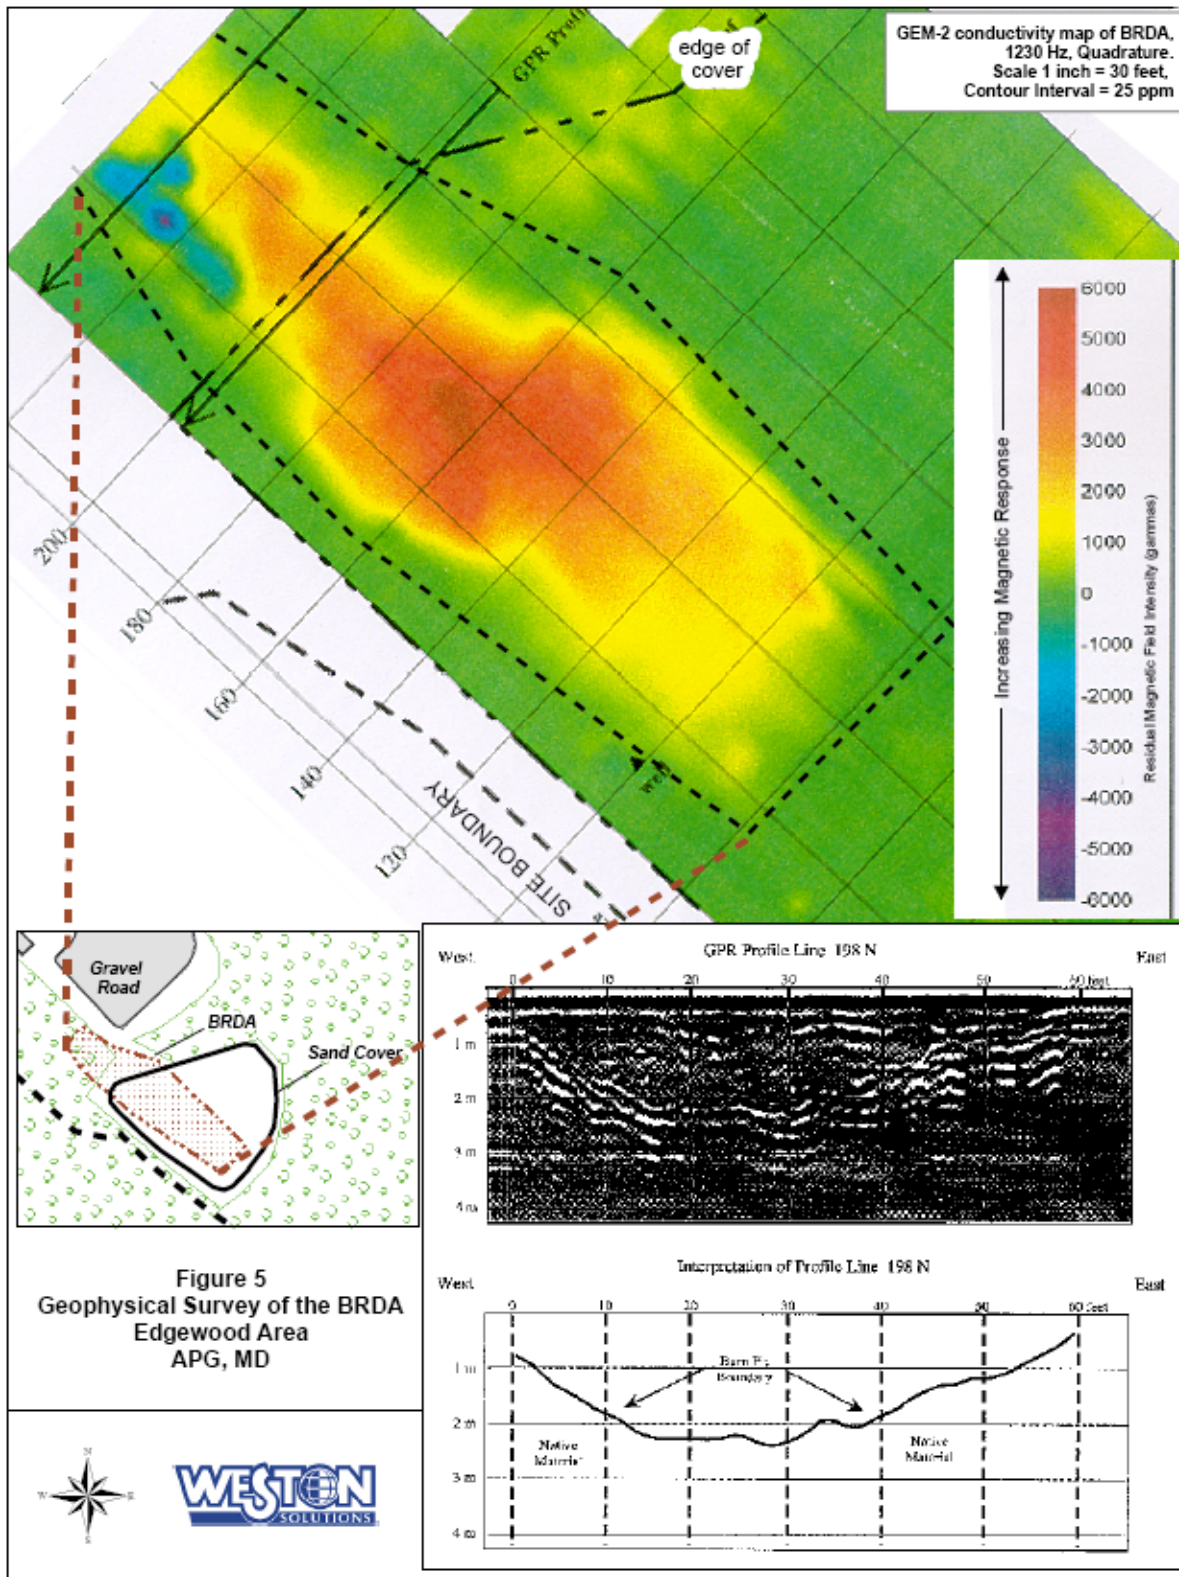 GEM-2 conductivity map of BRDA,
1230 Hz, Quadrature.
Scale 1 inch = 30 feet,
Contour Interval = 25 ppm
edge of
cover
GPR
of
6000
5000
4000
3000
2000
1000
0
-1000
-2000
-3000
-4000
-5000
-6000
Increasing Magnetic Response
Residual Magnetic Field Intensity (gammas)
200
180
160
140
120
SITE BOUNDARY
well
Gravel
Road
BRDA
Sand Cover
Figure 5
Geophysical Survey of the BRDA
Edgewood Area
APG, MD
N
W
E
S
WESTON
SOLUTIONS
GPR Profile Line 198 N
West
East
0 10 20 30 40 50 60 feet
1 m
2 m
3 m
4 m
Interpretation of Profile Line 198 N
West
East
0 10 20 30 40 50 60 feet
1 m
2 m
3 m
4 m
Burn Pit
Boundary
Native
Material
Native
Material